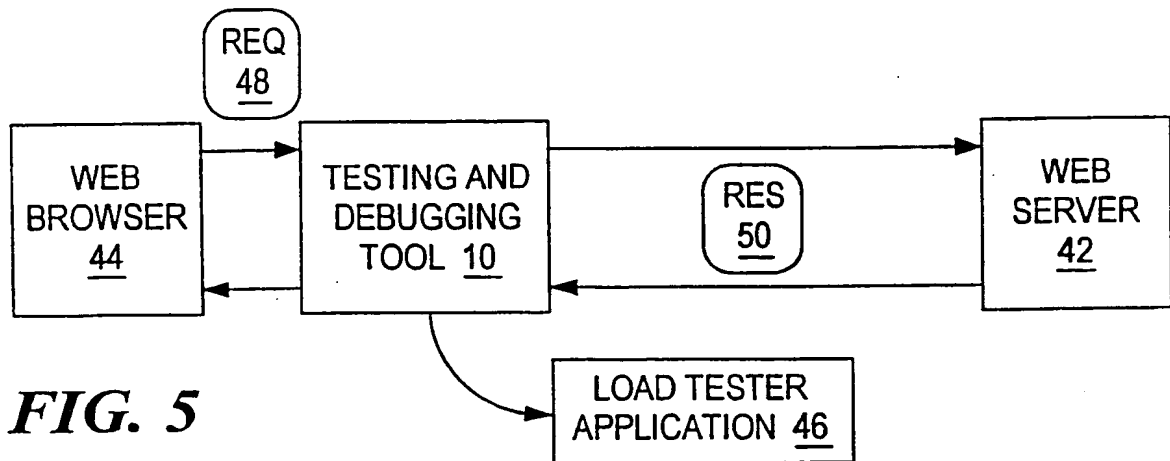 REQ
48
WEB
BROWSER
44
TESTING AND
DEBUGGING
TOOL 10
RES
50
WEB
SERVER
42
LOAD TESTER
APPLICATION 46
FIG. 5